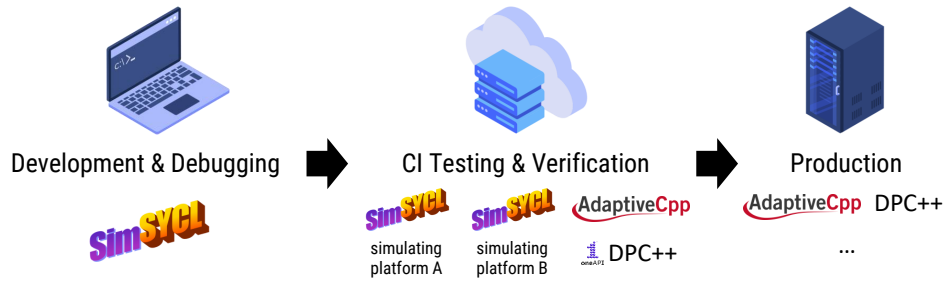 c:\>_
Development & Debugging
CI Testing & Verification
Production
SimSYCL
SimSYCL
simulating
platform A
SimSYCL
simulating
platform B
AdaptiveCpp
oneAPI DPC++
AdaptiveCpp DPC++
...